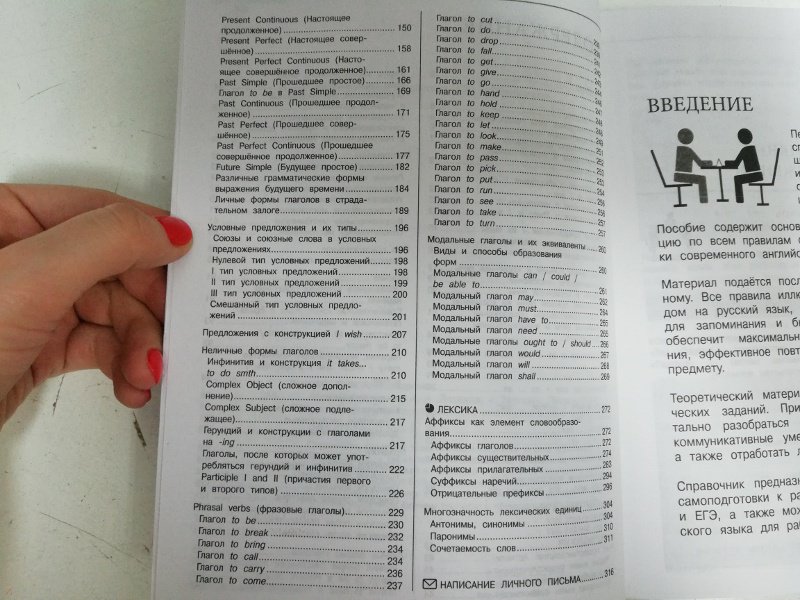 Present Continuous (Настоящее
продолженное) 150
Present Perfect (Настоящее совер-
шённое) 158
Present Perfect Continuous (Насто-
ящее совершённое продолженное) 161
Past Simple (Прошедшее простое) 166
Глагол to be в Past Simple 169
Past Continuous (Прошедшее продол-
женное) 171
Past Perfect (Прошедшее совер-
шённое) 175
Past Perfect Continuous (Прошедшее
совершённое продолженное) 177
Future Simple (Будущее простое) 182
Различные грамматические формы
выражения будущего времени 184
Личные формы глаголов в страда-
тельном залоге 189
Условные предложения и их типы 196
Союзы и союзные слова в условных
предложениях 196
Нулевой тип условных предложений 198
I тип условных предложений 198
II тип условных предложений 199
III тип условных предложений 200
Смешанный тип условных предло-
жений 201
Предложения с конструкцией I wish 207
Неличные формы глаголов 210
Инфинитив и конструкция it takes...
to do smth 210
Complex Object (сложное допол-
нение) 215
Complex Subject (сложное подле-
жащее) 217
Герундий и конструкции с глаголами
на -ing 217
Глаголы, после которых может упот-
ребляться герундий и инфинитив 222
Participle I and II (причастия первого
и второго типов) 226
Phrasal verbs (фразовые глаголы) 229
Глагол to be 230
Глагол to break 232
Глагол to bring 234
Глагол to call 234
Глагол to carry 236
Глагол to come 237
Глагол to cut
Глагол to do
Глагол to drop
Глагол to fall
Глагол to get
Глагол to give
Глагол to go
Глагол to hand
Глагол to hold
Глагол to keep
Глагол to let
Глагол to look
Глагол to make
Глагол to pass
Глагол to pick
Глагол to put
Глагол to run
Глагол to see
Глагол to take
Глагол to turn
Модальные глаголы и их эквиваленты 260
Виды и способы образования
форм 260
Модальные глаголы can / could /
be able to 261
Модальный глагол may
Модальный глагол must 264
Модальный глагол have to 265
Модальный глагол need 265
Модальные глаголы ought to / should 266
Модальный глагол would 267
Модальный глагол will 268
Модальный глагол shall 269
ЛЕКСИКА 272
Аффиксы как элемент словообразо-
вания 272
Аффиксы глаголов 272
Аффиксы существительных 274
Аффиксы прилагательных 283
Суффиксы наречий 294
Отрицательные префиксы 296
Многозначность лексических единиц 304
Антонимы, синонимы 304
Паронимы 310
Сочетаемость слов 311
НАПИСАНИЕ ЛИЧНОГО ПИСЬМА 316
ВВЕДЕНИЕ
Пособие содержит основ
цию по всем правилам
ки современного английс
Материал подаётся посл
ному. Все правила иллю
дом на русский язык,
для запоминания и бы
обеспечит максимальн
ния, эффективное повт
предмету.
Теоретический матери
ческих заданий. При
тально разобраться
коммуникативные уме
а также отработать л
Справочник предназн
самоподготовки к ра
и ЕГЭ, а также мож
ского языка для ра